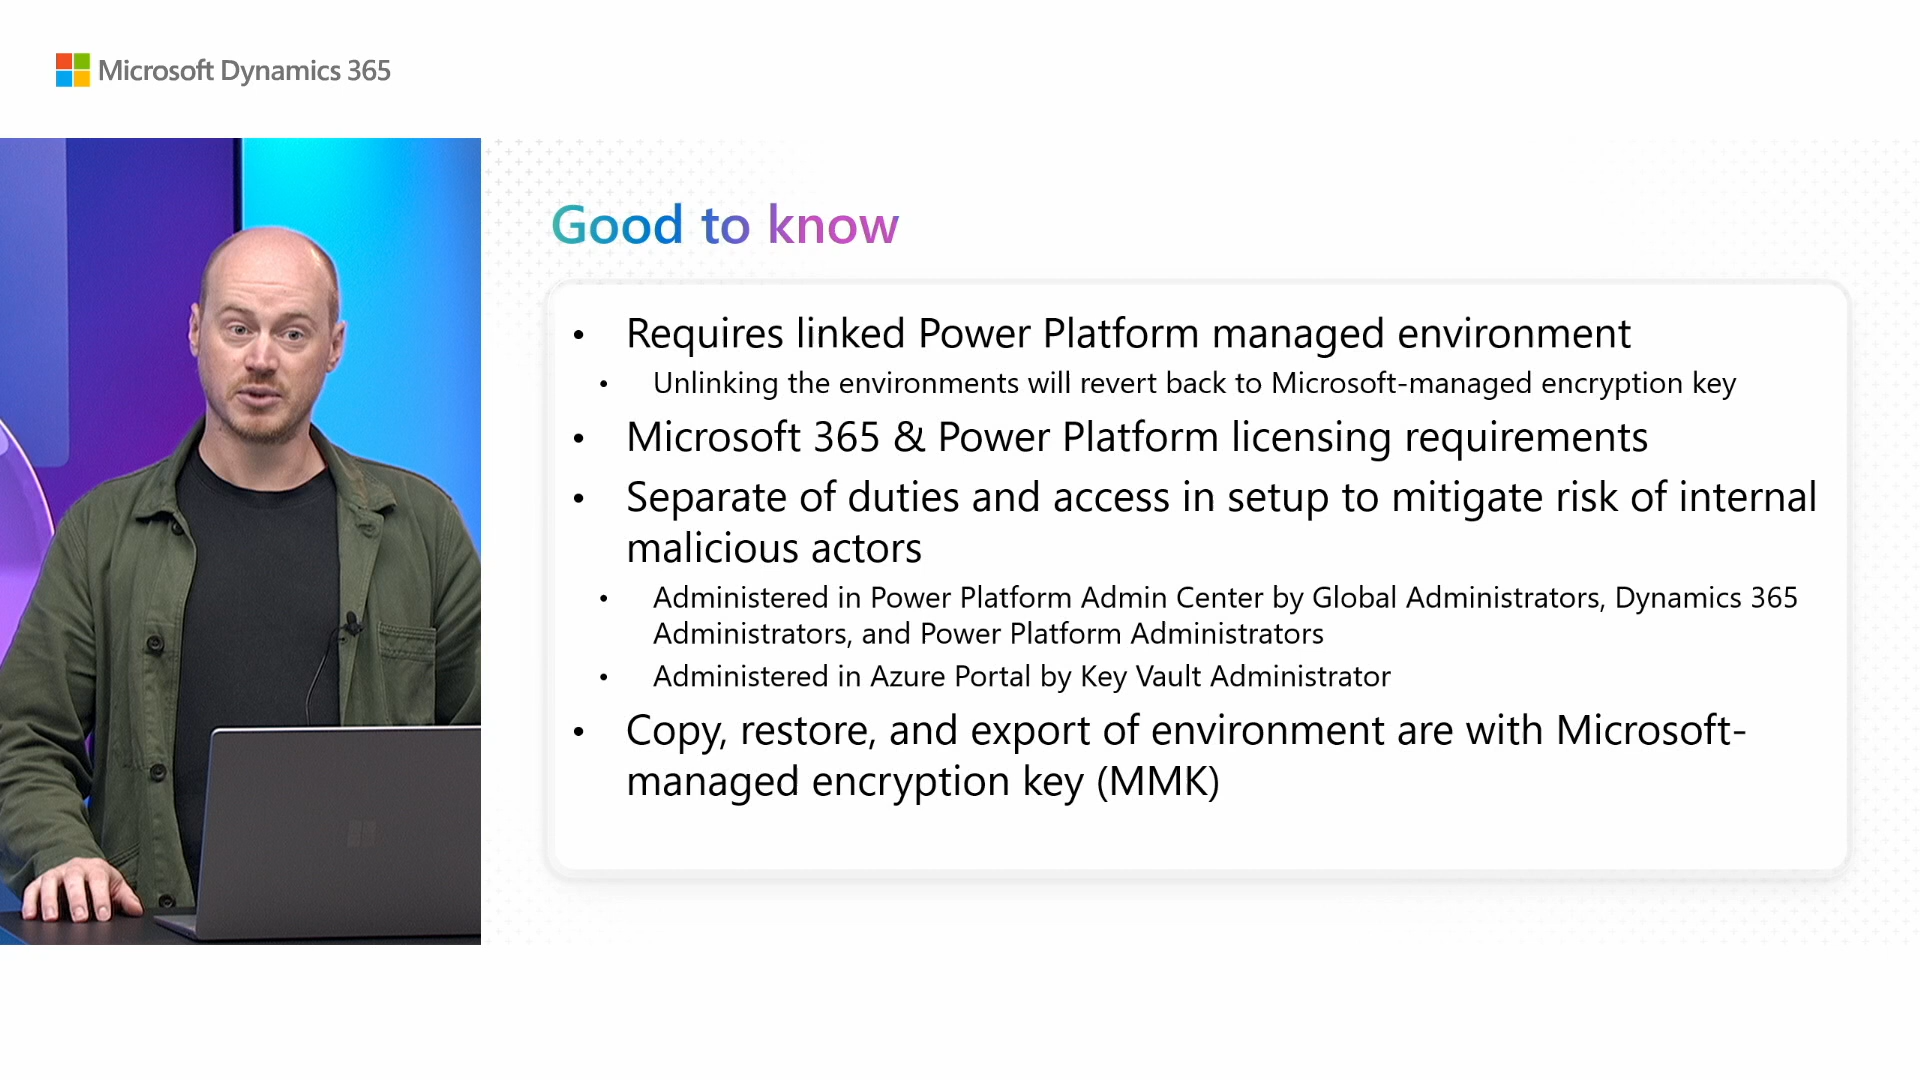 Microsoft Dynamics 365
Good to know
• Requires linked Power Platform managed environment
• Unlinking the environments will revert back to Microsoft-managed encryption key
• Microsoft 365 & Power Platform licensing requirements
• Separate of duties and access in setup to mitigate risk of internal
malicious actors
• Administered in Power Platform Admin Center by Global Administrators, Dynamics 365
Administrators, and Power Platform Administrators
• Administered in Azure Portal by Key Vault Administrator
• Copy, restore, and export of environment are with Microsoft-
managed encryption key (MMK)